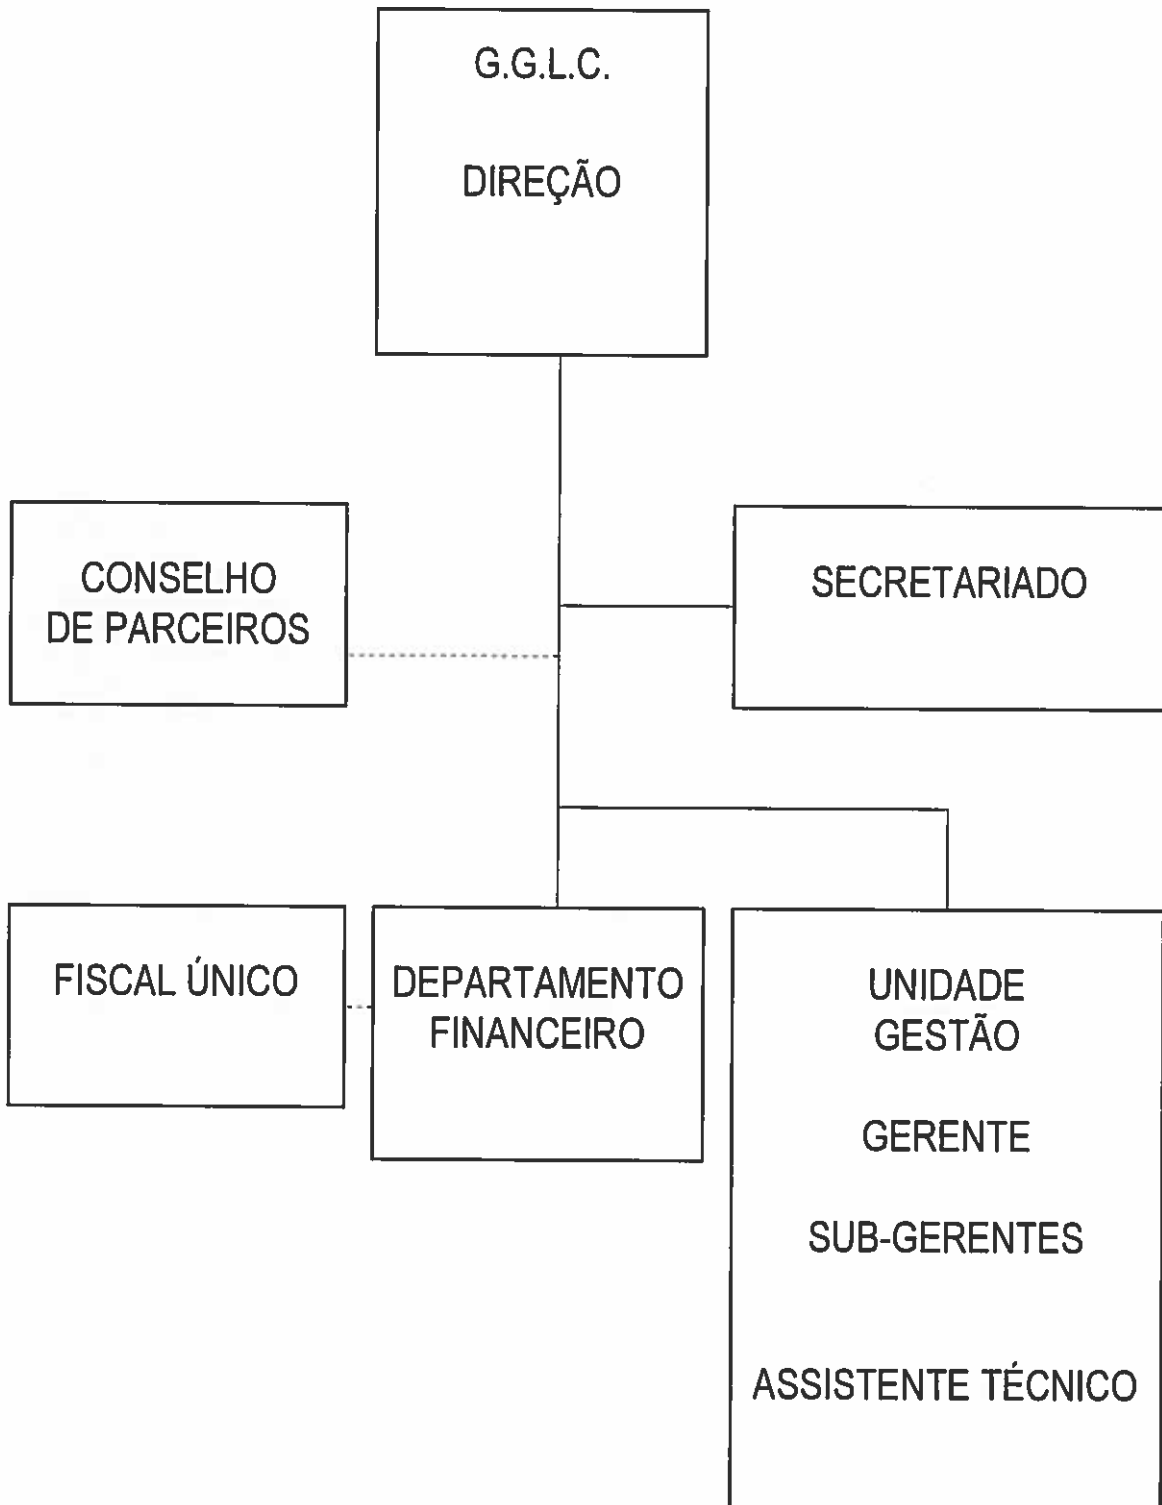 G.G.L.C.
DIREÇÃO
CONSELHO
DE PARCEIROS
SECRETARIADO
FISCAL ÚNICO
DEPARTAMENTO
FINANCEIRO
UNIDADE
GESTÃO
GERENTE
SUB-GERENTES
ASSISTENTE TÉCNICO